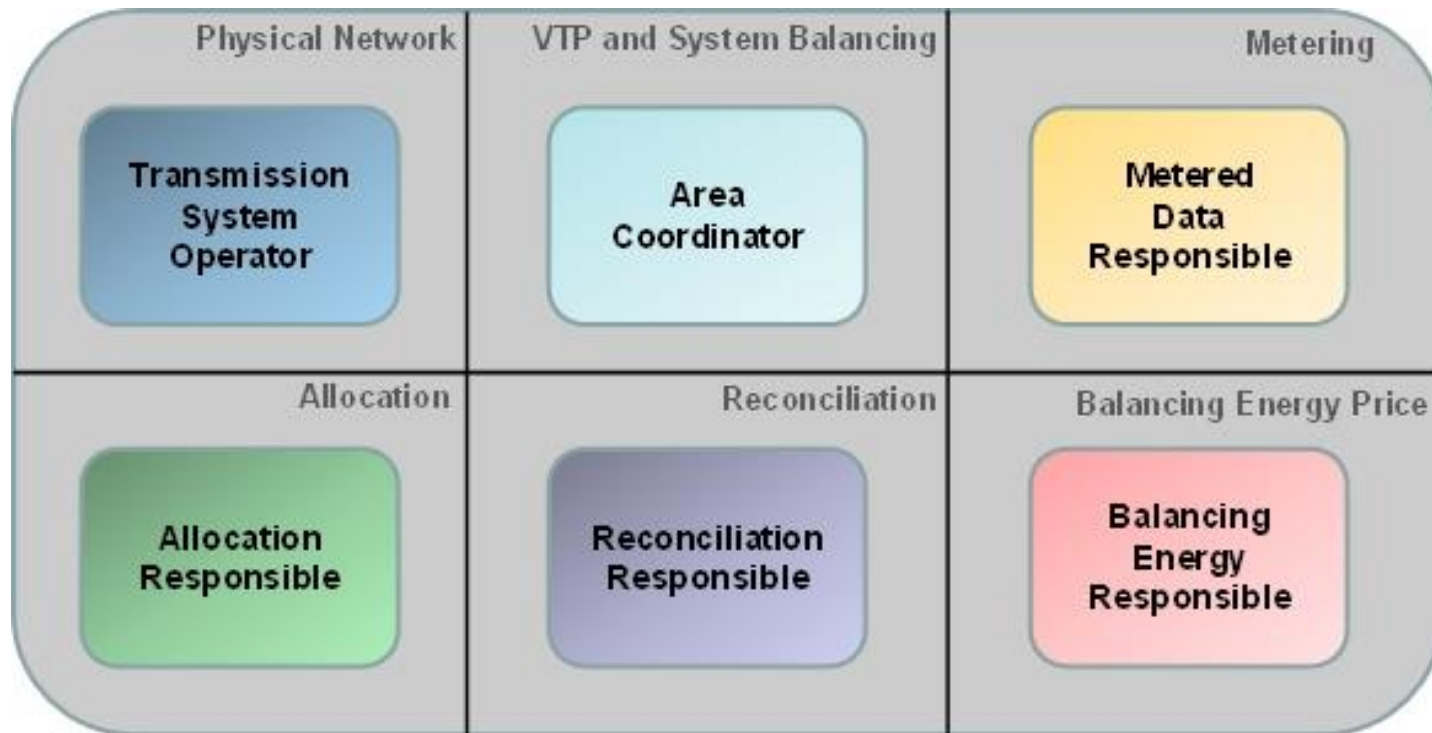 Physical Network
Transmission
System
Operator
VTP and System Balancing
Area
Coordinator
Metering
Metered
Data
Responsible
Allocation
Allocation
Responsible
Reconciliation
Reconciliation
Responsible
Balancing Energy Price
Balancing
Energy
Responsible